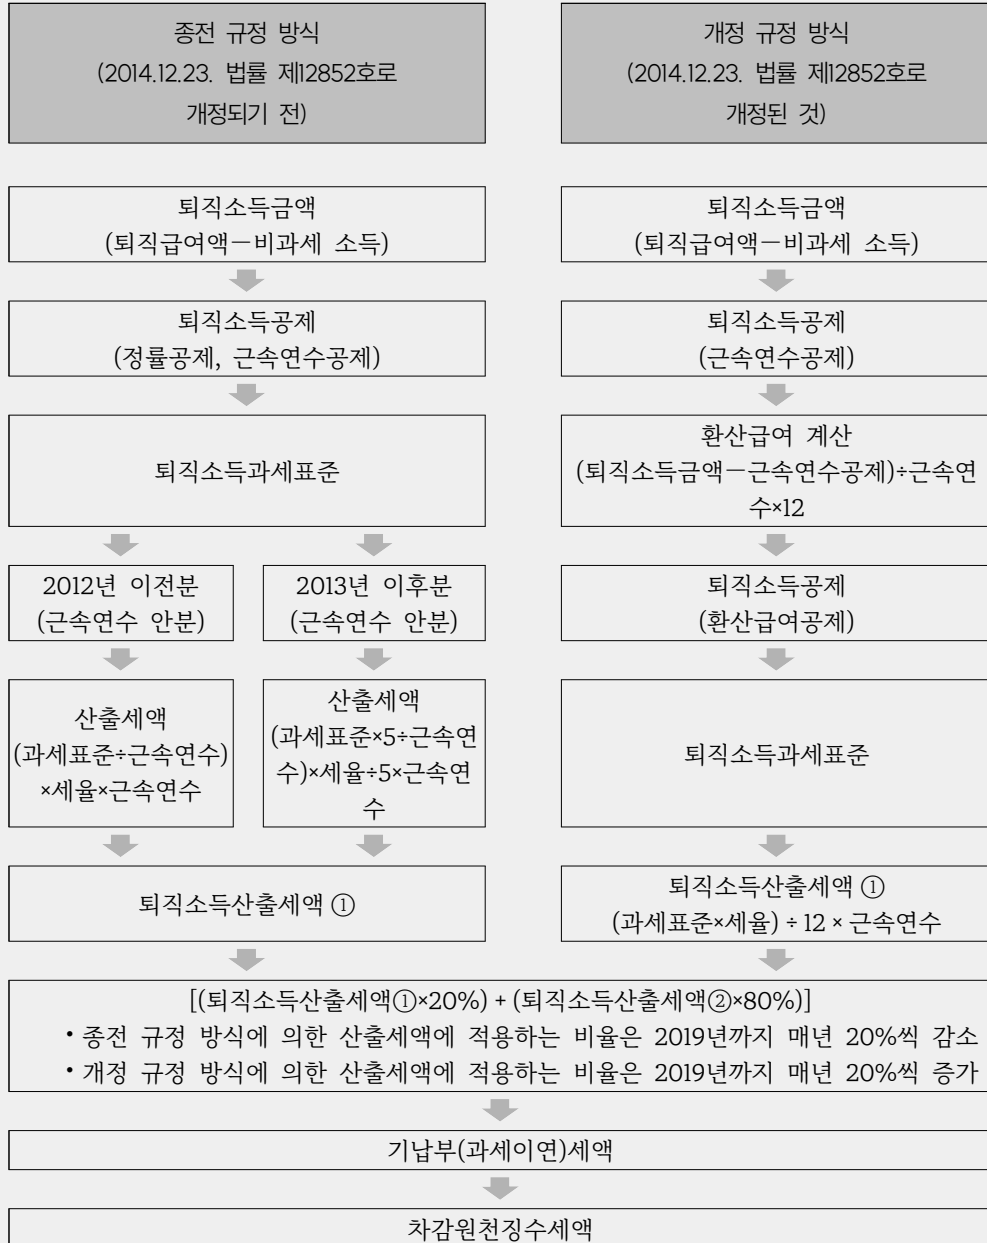 종전 규정 방식
(2014.12.23. 법률 제12852호로
개정되기 전)
개정 규정 방식
(2014.12.23. 법률 제12852호로
개정된 것)
퇴직소득금액
(퇴직급여액－비과세 소득)
퇴직소득금액
(퇴직급여액－비과세 소득)
퇴직소득공제
(정률공제, 근속연수공제)
퇴직소득공제
(근속연수공제)
퇴직소득과세표준
환산급여 계산
(퇴직소득금액－근속연수공제)÷근속연
수×12
2012년 이전분
(근속연수 안분)
2013년 이후분
(근속연수 안분)
퇴직소득공제
(환산급여공제)
산출세액
(과세표준÷근속연수)
×세율×근속연수
산출세액
(과세표준×5÷근속연
수)×세율÷5×근속연
수
퇴직소득과세표준
퇴직소득산출세액 ①
퇴직소득산출세액 ①
(과세표준×세율) ÷ 12 × 근속연수
[(퇴직소득산출세액①×20%) + (퇴직소득산출세액②×80%)]
• 종전 규정 방식에 의한 산출세액에 적용하는 비율은 2019년까지 매년 20%씩 감소
• 개정 규정 방식에 의한 산출세액에 적용하는 비율은 2019년까지 매년 20%씩 증가
기납부(과세이연)세액
차감원천징수세액